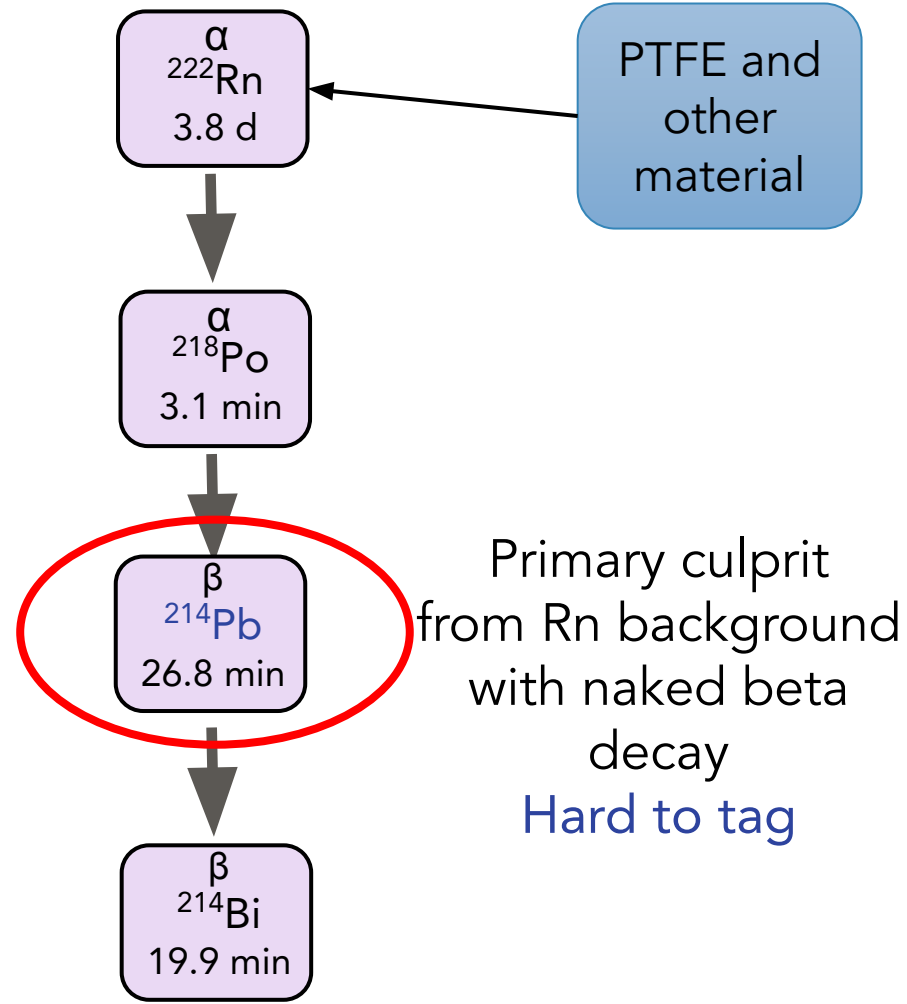 α
²²²Rn
3.8 d
PTFE and
other
material
α
²¹⁸Po
3.1 min
β
²¹⁴Pb
26.8 min
Primary culprit
from Rn background
with naked beta
decay
Hard to tag
β
²¹⁴Bi
19.9 min